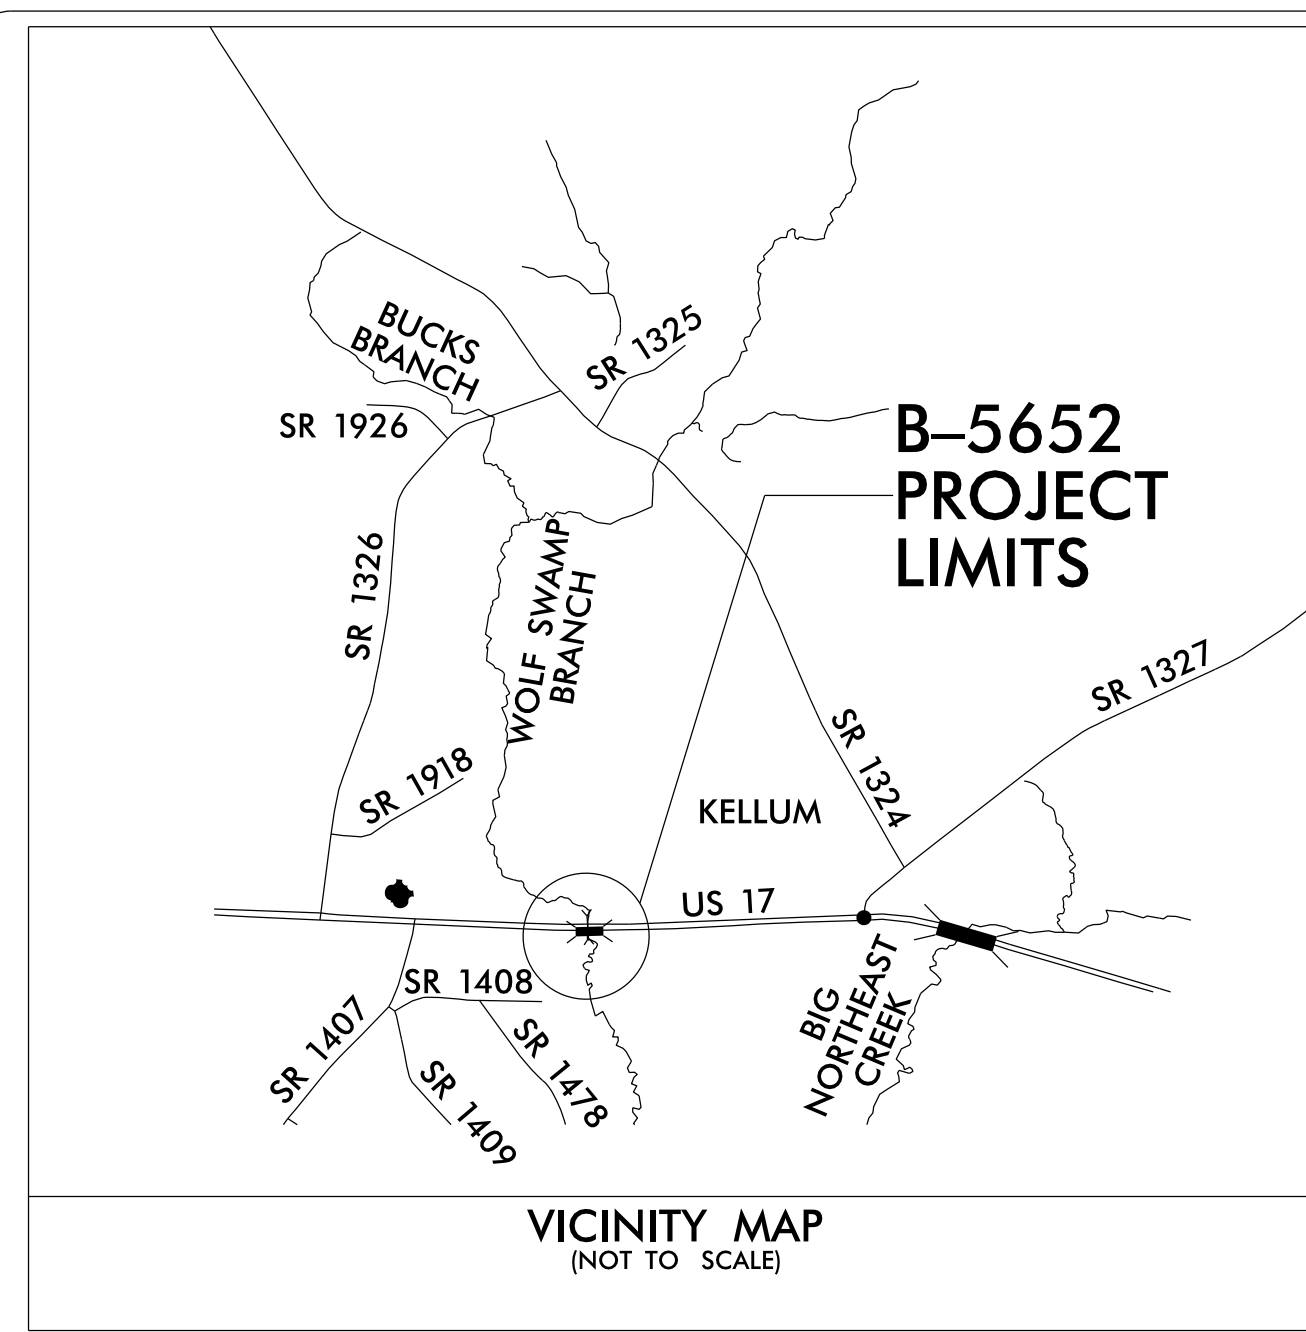 BUCKS
BRANCH
SR 1325
SR 1926
B–5652
PROJECT
LIMITS
SR 1326
WOLF SWAMP
BRANCH
SR 1327
SR 1324
SR 1918
KELLUM
US 17
SR 1408
BIG
NORTHEAST
CREEK
SR 1407
SR 1478
SR 1409
VICINITY MAP
(NOT TO SCALE)